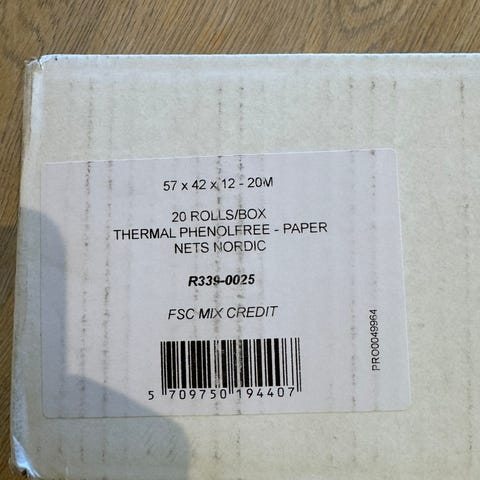 57 x 42 x 12 - 20M
20 ROLLS/BOX
THERMAL PHENOLFREE - PAPER
NETS NORDIC
R339-0025
FSC MIX CREDIT
5 709750 194407
PRO0049964